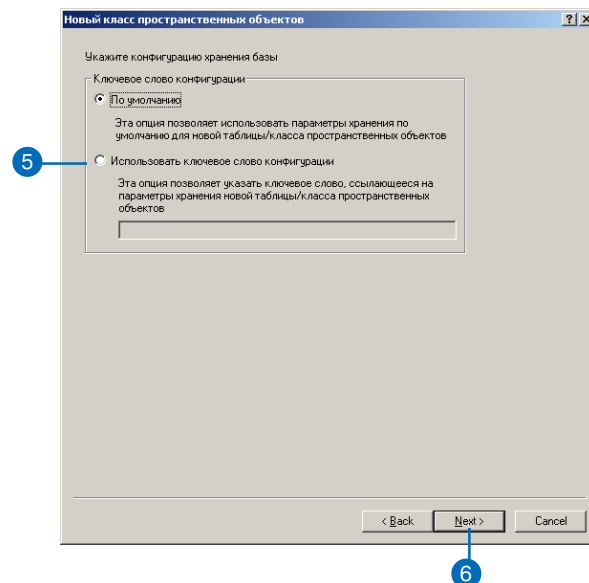 Новый класс пространственных объектов
Укажите конфигурацию хранения базы
Ключевое слово конфигурации
По умолчанию
Эта опция позволяет использовать параметры хранения по
умолчанию для новой таблицы/класса пространственных объектов
5
Использовать ключевое слово конфигурации
Эта опция позволяет указать ключевое слово, ссылающееся на
параметры хранения новой таблицы/класса пространственных
объектов
< Back
Next >
Cancel
6